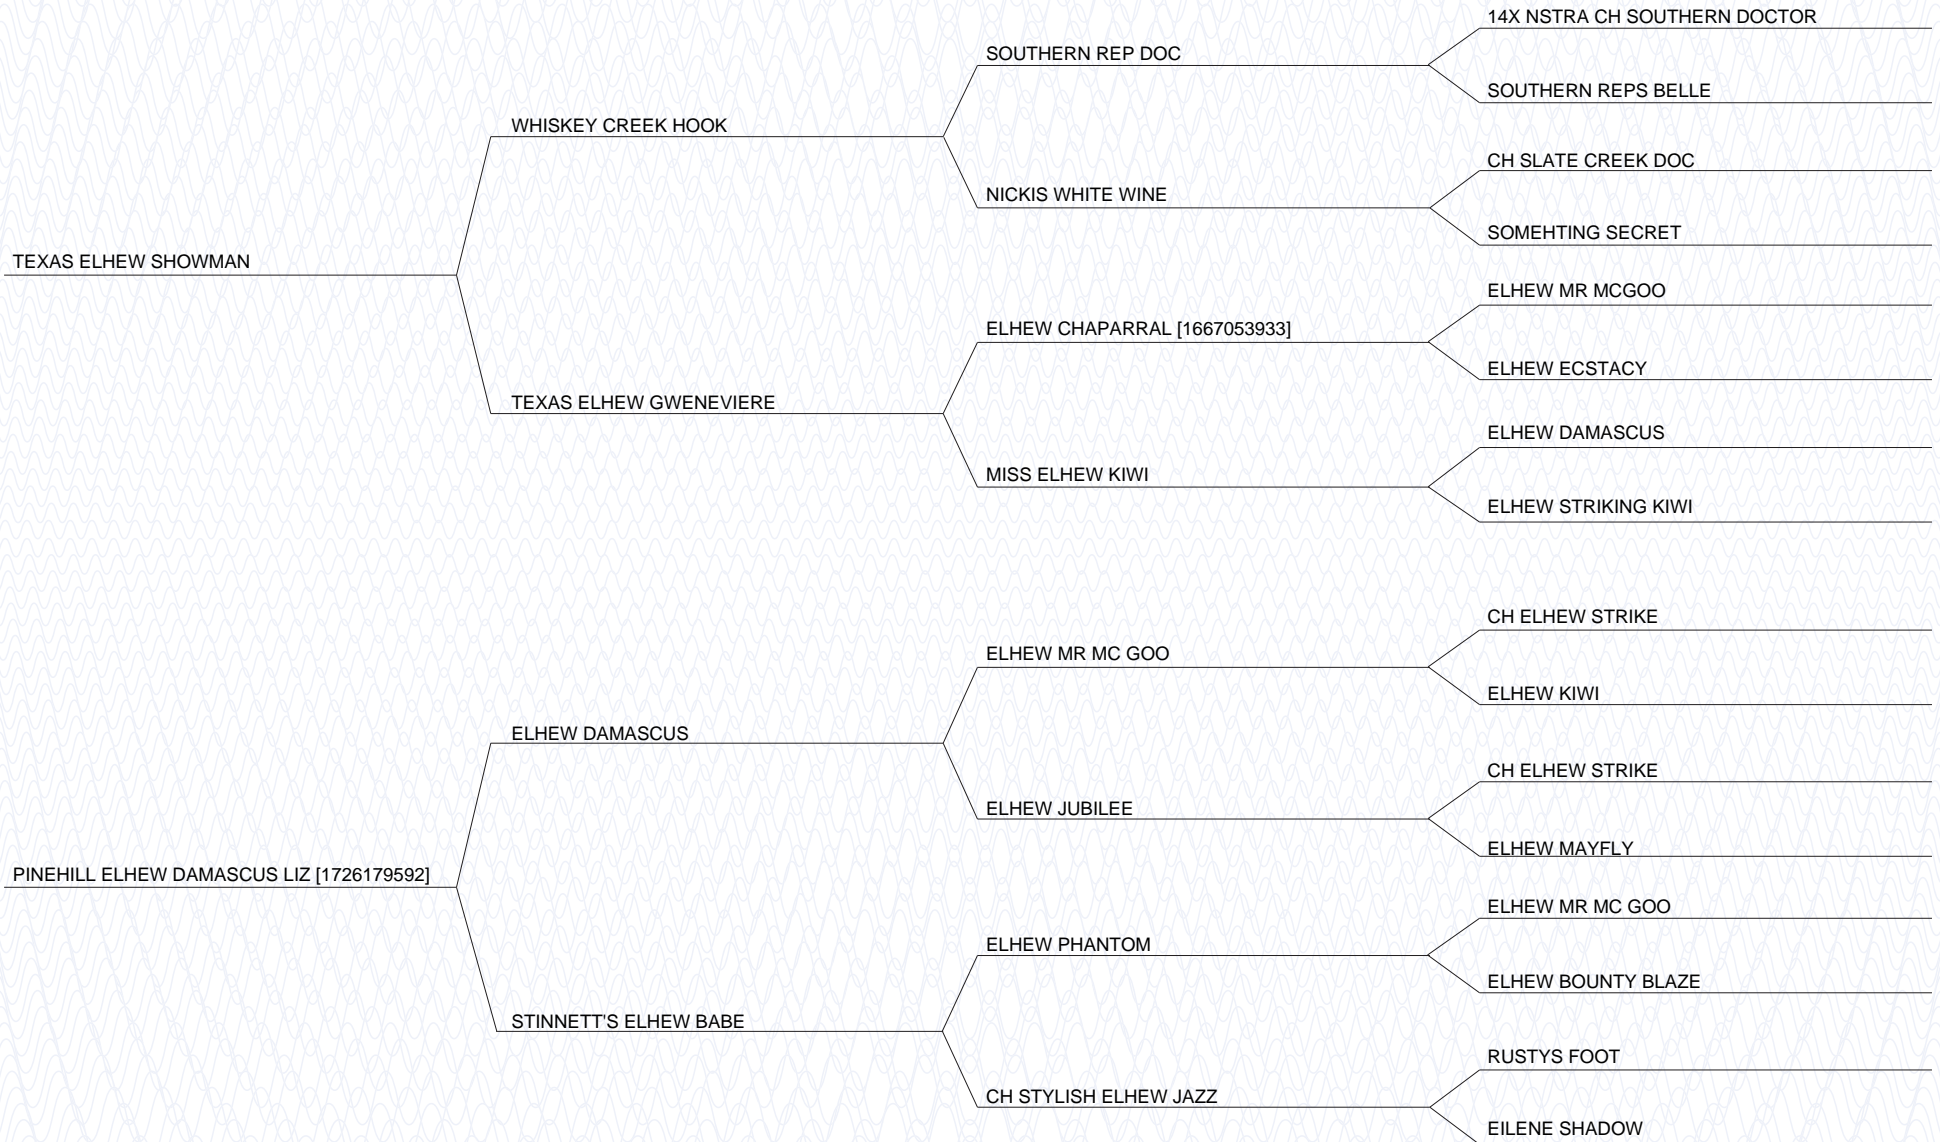 14X NSTRA CH SOUTHERN DOCTOR
SOUTHERN REP DOC
SOUTHERN REPS BELLE
WHISKEY CREEK HOOK
CH SLATE CREEK DOC
NICKIS WHITE WINE
SOMEHTING SECRET
TEXAS ELHEW SHOWMAN
ELHEW MR MCGOO
ELHEW CHAPARRAL [1667053933]
ELHEW ECSTACY
TEXAS ELHEW GWENEVIERE
ELHEW DAMASCUS
MISS ELHEW KIWI
ELHEW STRIKING KIWI
CH ELHEW STRIKE
ELHEW MR MC GOO
ELHEW KIWI
ELHEW DAMASCUS
CH ELHEW STRIKE
ELHEW JUBILEE
ELHEW MAYFLY
PINEHILL ELHEW DAMASCUS LIZ [1726179592]
ELHEW MR MC GOO
ELHEW PHANTOM
ELHEW BOUNTY BLAZE
STINNETT'S ELHEW BABE
RUSTYS FOOT
CH STYLISH ELHEW JAZZ
EILENE SHADOW